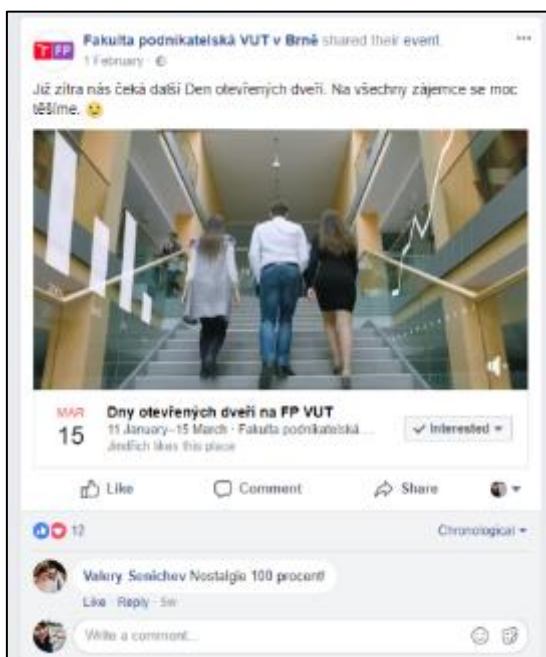 FP
Fakulta podnikatelská VUT v Brně shared their event.
1 February
Již zítra nás čeká další Den otevřených dveří. Na všechny zájemce se moc
těšíme.
MAR
15
Dny otevřených dveří na FP VUT
11 January–15 March · Fakulta podnikatelská ...
Jindřich likes this place
Interested
Like
Comment
Share
12
Chronological
Valery Senichev Nostalgie 100 procent!
Like · Reply · 5w
Write a comment...